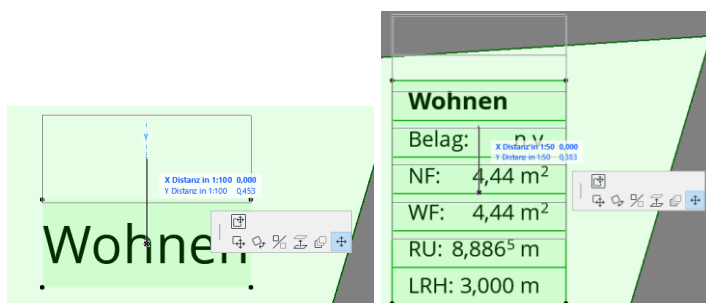 Y
X Distanz in 1:100 0,000
Y Distanz in 1:100 0,453
Wohnen
Wohnen
Belag: n.v.
X Distanz in 1:50 0,000
Y Distanz in 1:50 0,383
NF: 4,44 m²
WF: 4,44 m²
RU: 8,886⁵ m
LRH: 3,000 m